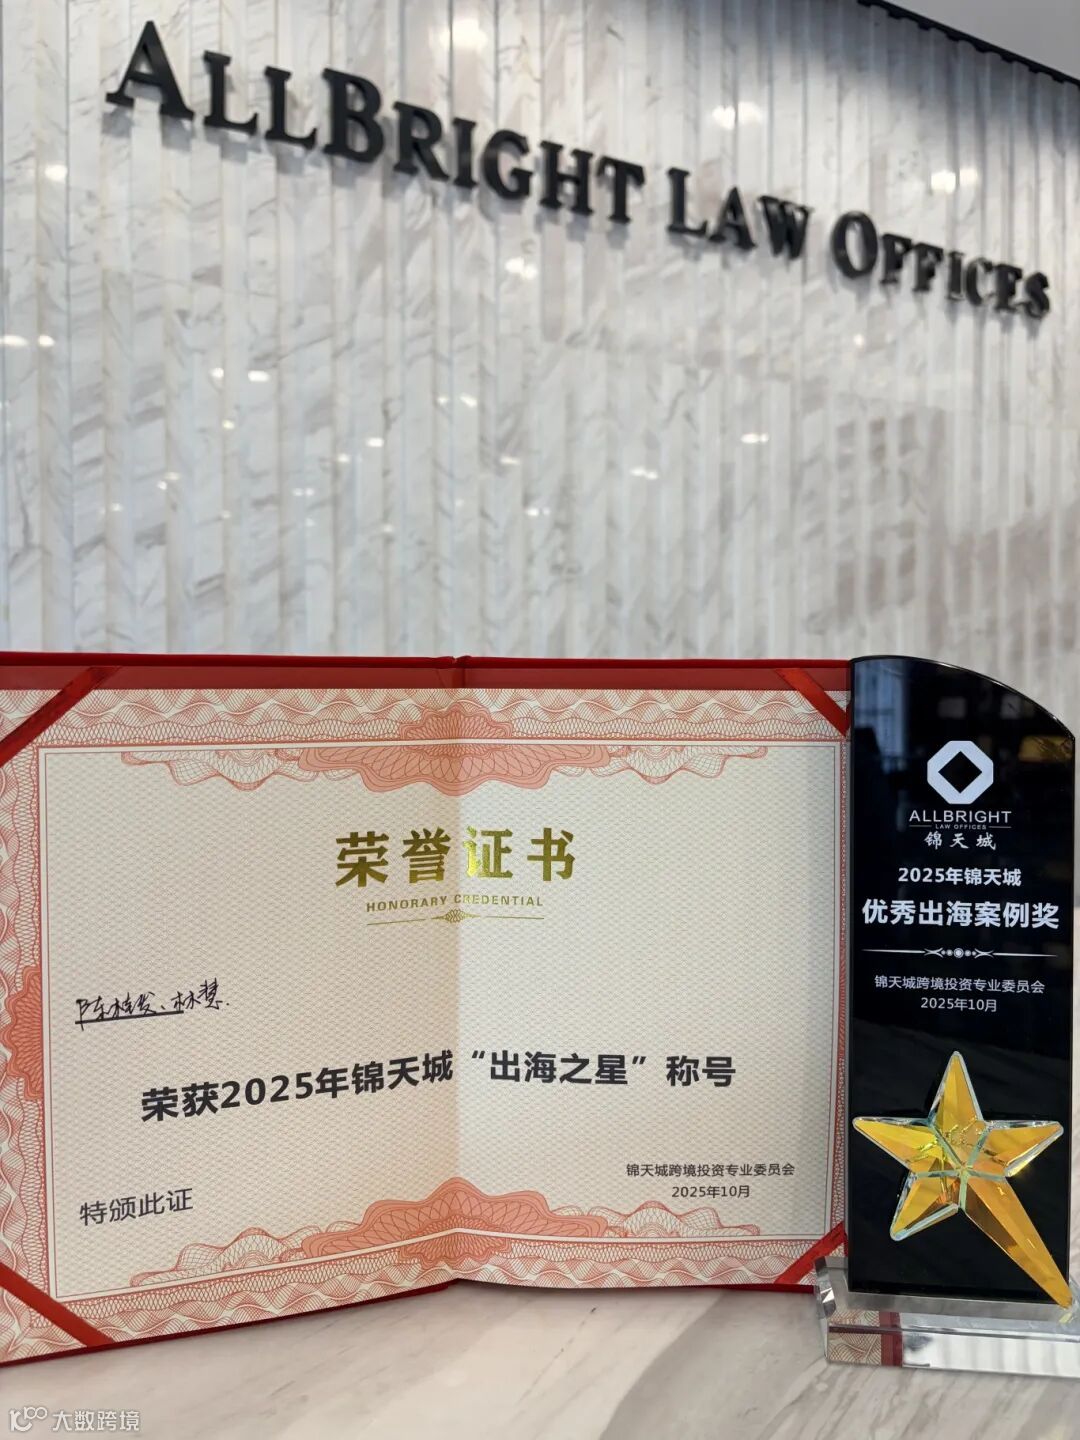 ALLBRIGHT LAW OFFICES
荣誉证书
HONORARY CREDENTIAL
林慧
荣获2025年锦天城“出海之星”称号
特颁此证
锦天城跨境投资专业委员会
2025年10月
ALLBRIGHT
LAW OFFICES
锦天城
2025年锦天城
优秀出海案例奖
锦天城跨境投资专业委员会
2025年10月
大数跨境